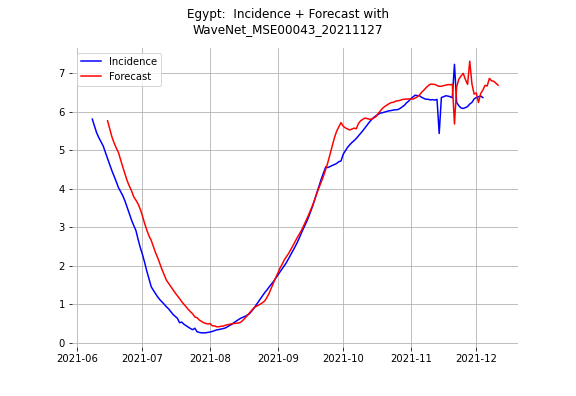 Egypt:  Incidence + Forecast with
WaveNet_MSE00043_20211127
Incidence
Forecast
7
6
5
4
3
2
1
0
2021-06 2021-07 2021-08 2021-09 2021-10 2021-11 2021-12